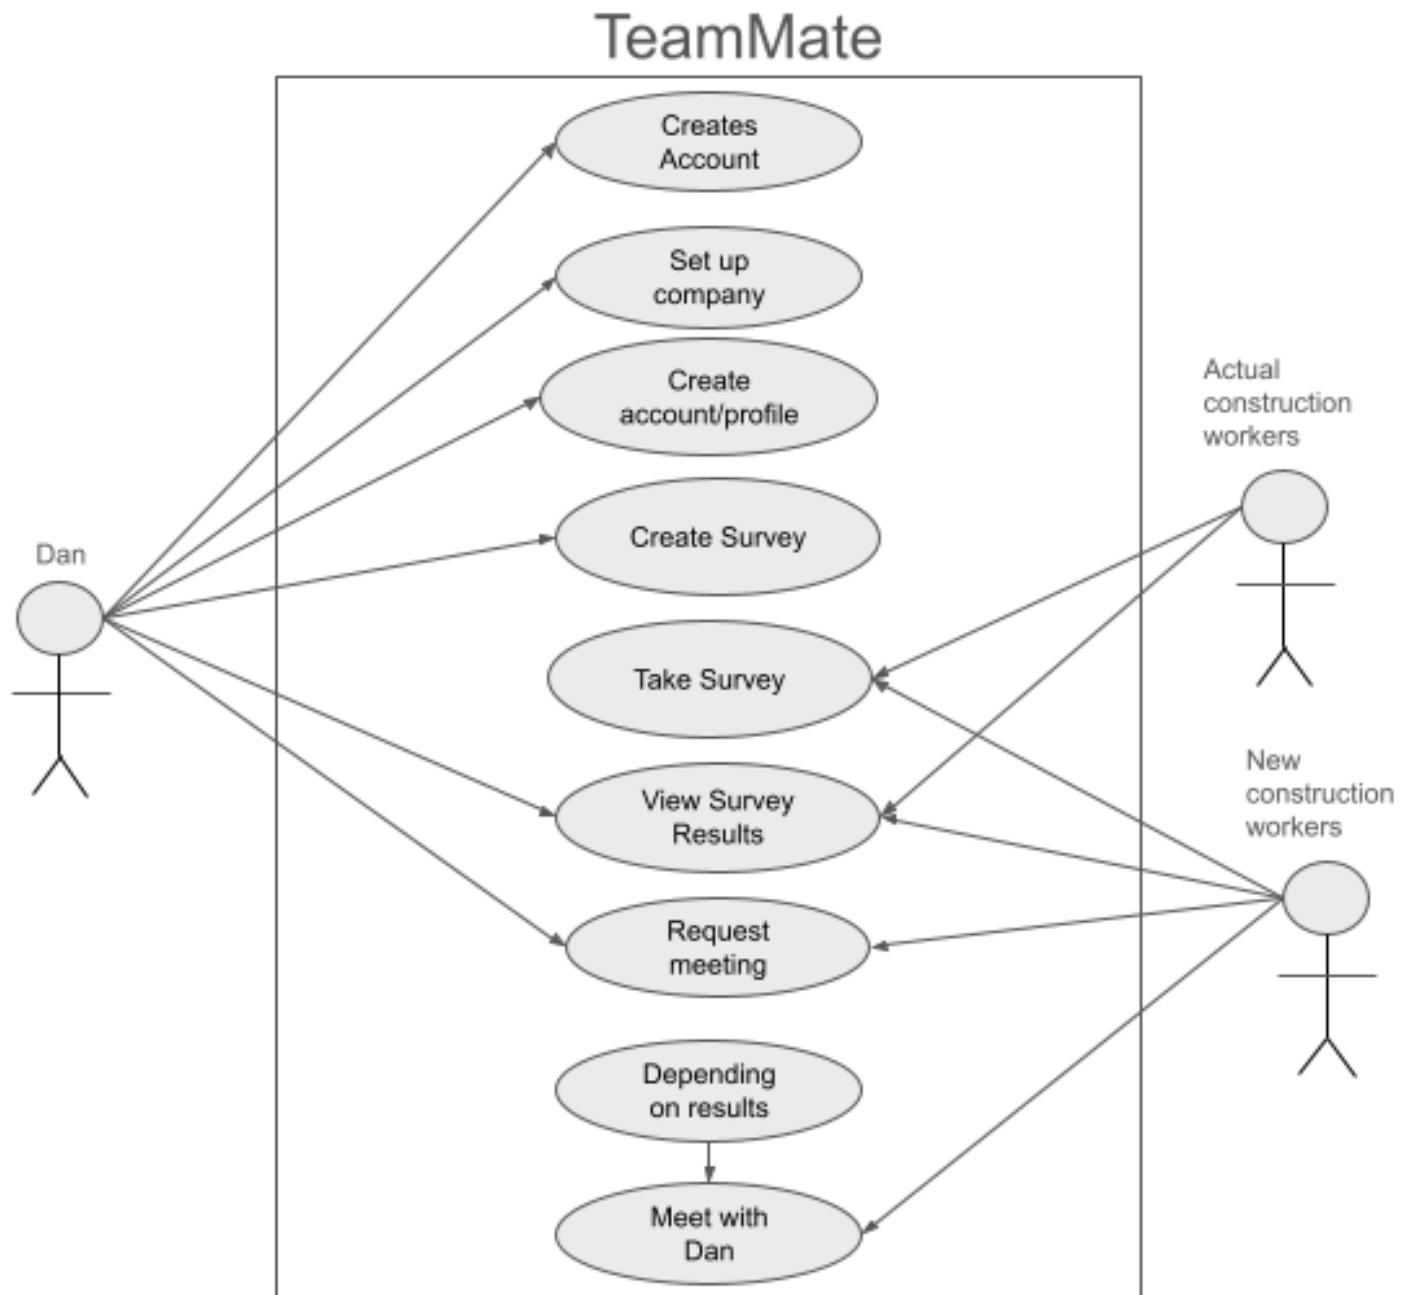 TeamMate
Creates
Account
Set up
company
Create
account/profile
Actual
construction
workers
Create Survey
Dan
Take Survey
New
construction
workers
View Survey
Results
Request
meeting
Depending
on results
Meet with
Dan